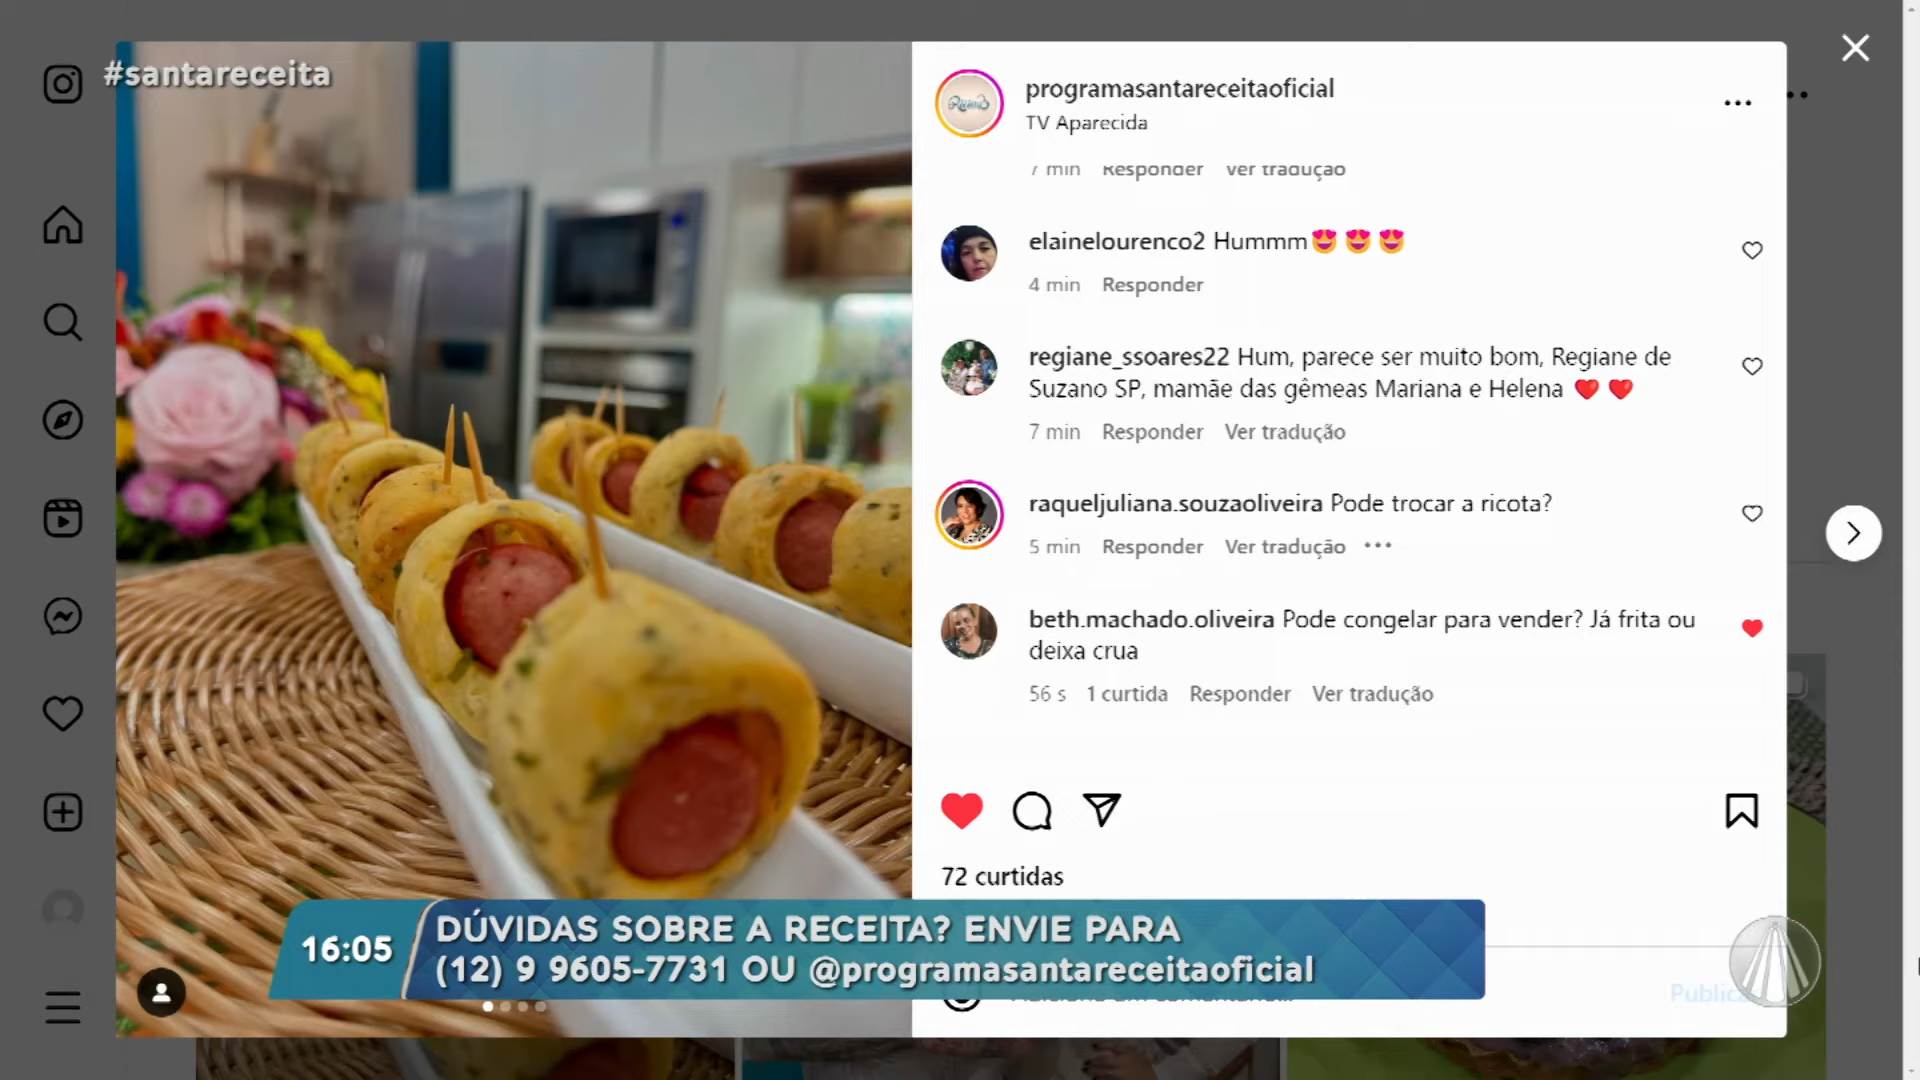 #santareceita
programasantareceitaoficial
TV Aparecida
7 min Responder Ver tradução
elainelourenco2 Hummm😍😍😍
4 min Responder
regiane_ssoares22 Hum, parece ser muito bom, Regiane de
Suzano SP, mamãe das gêmeas Mariana e Helena ❤️❤️
7 min Responder Ver tradução
raqueljuliana.souzaoliveira Pode trocar a ricota?
5 min Responder Ver tradução •••
beth.machado.oliveira Pode congelar para vender? Já frita ou
deixa crua
56 s 1 curtida Responder Ver tradução
72 curtidas
16:05
DÚVIDAS SOBRE A RECEITA? ENVIE PARA
(12) 9 9605-7731 OU @programasantareceitaoficial